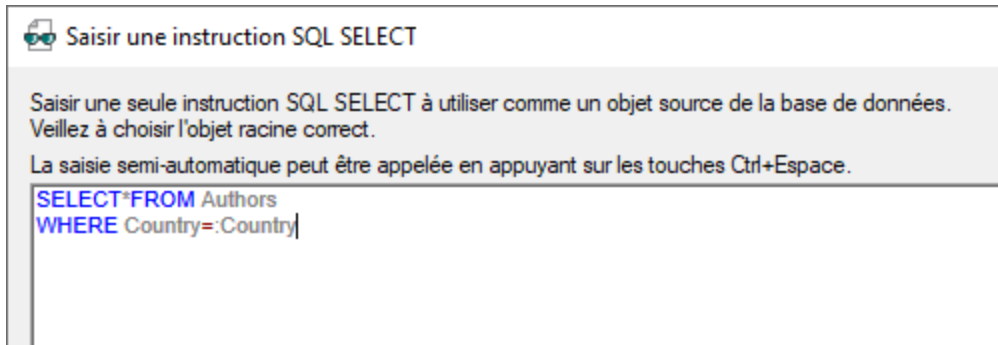 Saisir une instruction SQL SELECT
Saisir une seule instruction SQL SELECT à utiliser comme un objet source de la base de données.
Veillez à choisir l'objet racine correct.
La saisie semi-automatique peut être appelée en appuyant sur les touches Ctrl+Espace.
SELECT*FROM Authors
WHERE Country=:Country